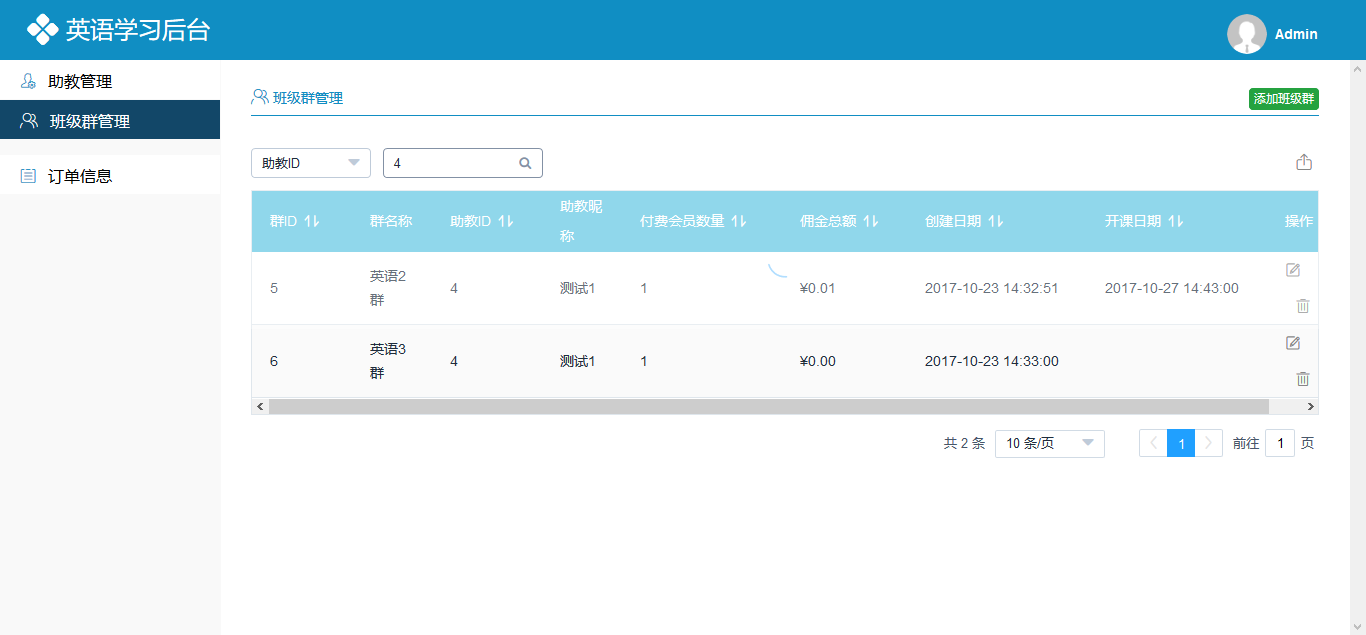 英语学习后台
Admin
助教管理
班级群管理
订单信息
班级群管理
添加班级群
助教ID
4
群ID
群名称
助教ID
助教昵
称
付费会员数量
佣金总额
创建日期
开课日期
操作
5
英语2
群
4
测试1
1
¥0.01
2017-10-23 14:32:51
2017-10-27 14:43:00
6
英语3
群
4
测试1
1
¥0.00
2017-10-23 14:33:00
共 2 条
10 条/页
1
前往
1
页